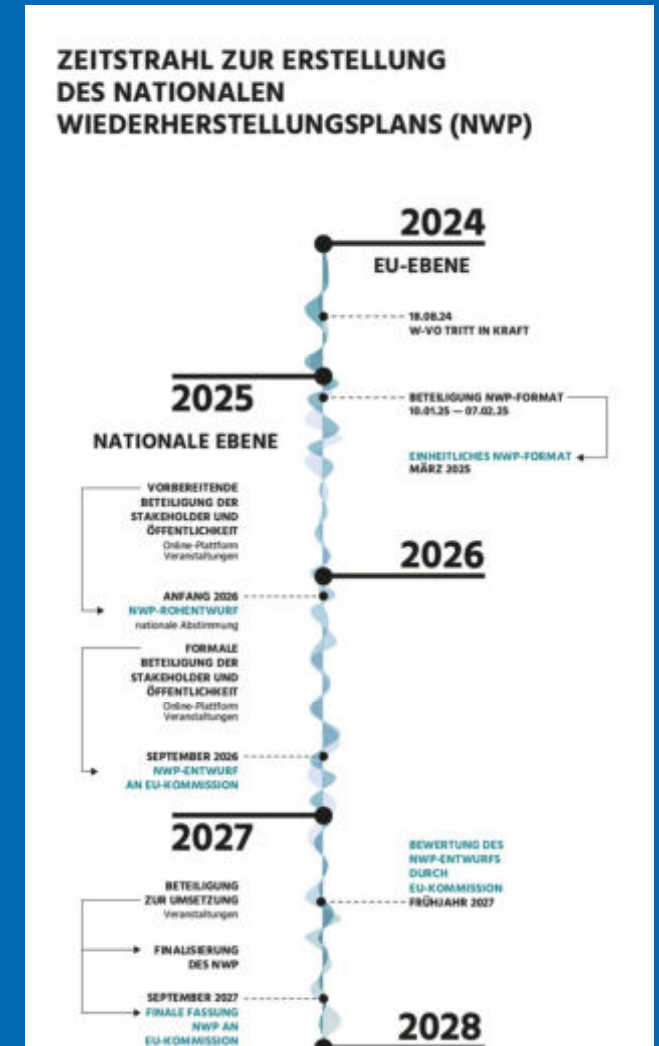 ZEITSTRAHL ZUR ERSTELLUNG
DES NATIONALEN
WIEDERHERSTELLUNGSPLANS (NWP)
2024
EU-EBENE
18.08.24
W-VO TRITT IN KRAFT
2025
NATIONALE EBENE
BETEILIGUNG NWP-FORMAT
10.01.25 — 07.02.25
EINHEITLICHES NWP-FORMAT
MÄRZ 2025
VORBEREITENDE
BETEILIGUNG DER
STAKEHOLDER UND
ÖFFENTLICHKEIT
Online-Plattform
Veranstaltungen
2026
ANFANG 2026
NWP-ROHENTWURF
nationale Abstimmung
FORMALE
BETEILIGUNG DER
STAKEHOLDER UND
ÖFFENTLICHKEIT
Online-Plattform
Veranstaltungen
SEPTEMBER 2026
NWP-ENTWURF
AN EU-KOMMISSION
2027
BEWERTUNG DES
NWP-ENTWURFS
DURCH
EU-KOMMISSION
FRÜHJAHR 2027
BETEILIGUNG
ZUR UMSETZUNG
Veranstaltungen
FINALISIERUNG
DES NWP
SEPTEMBER 2027
FINALE FASSUNG
NWP AN
EU-KOMMISSION
2028